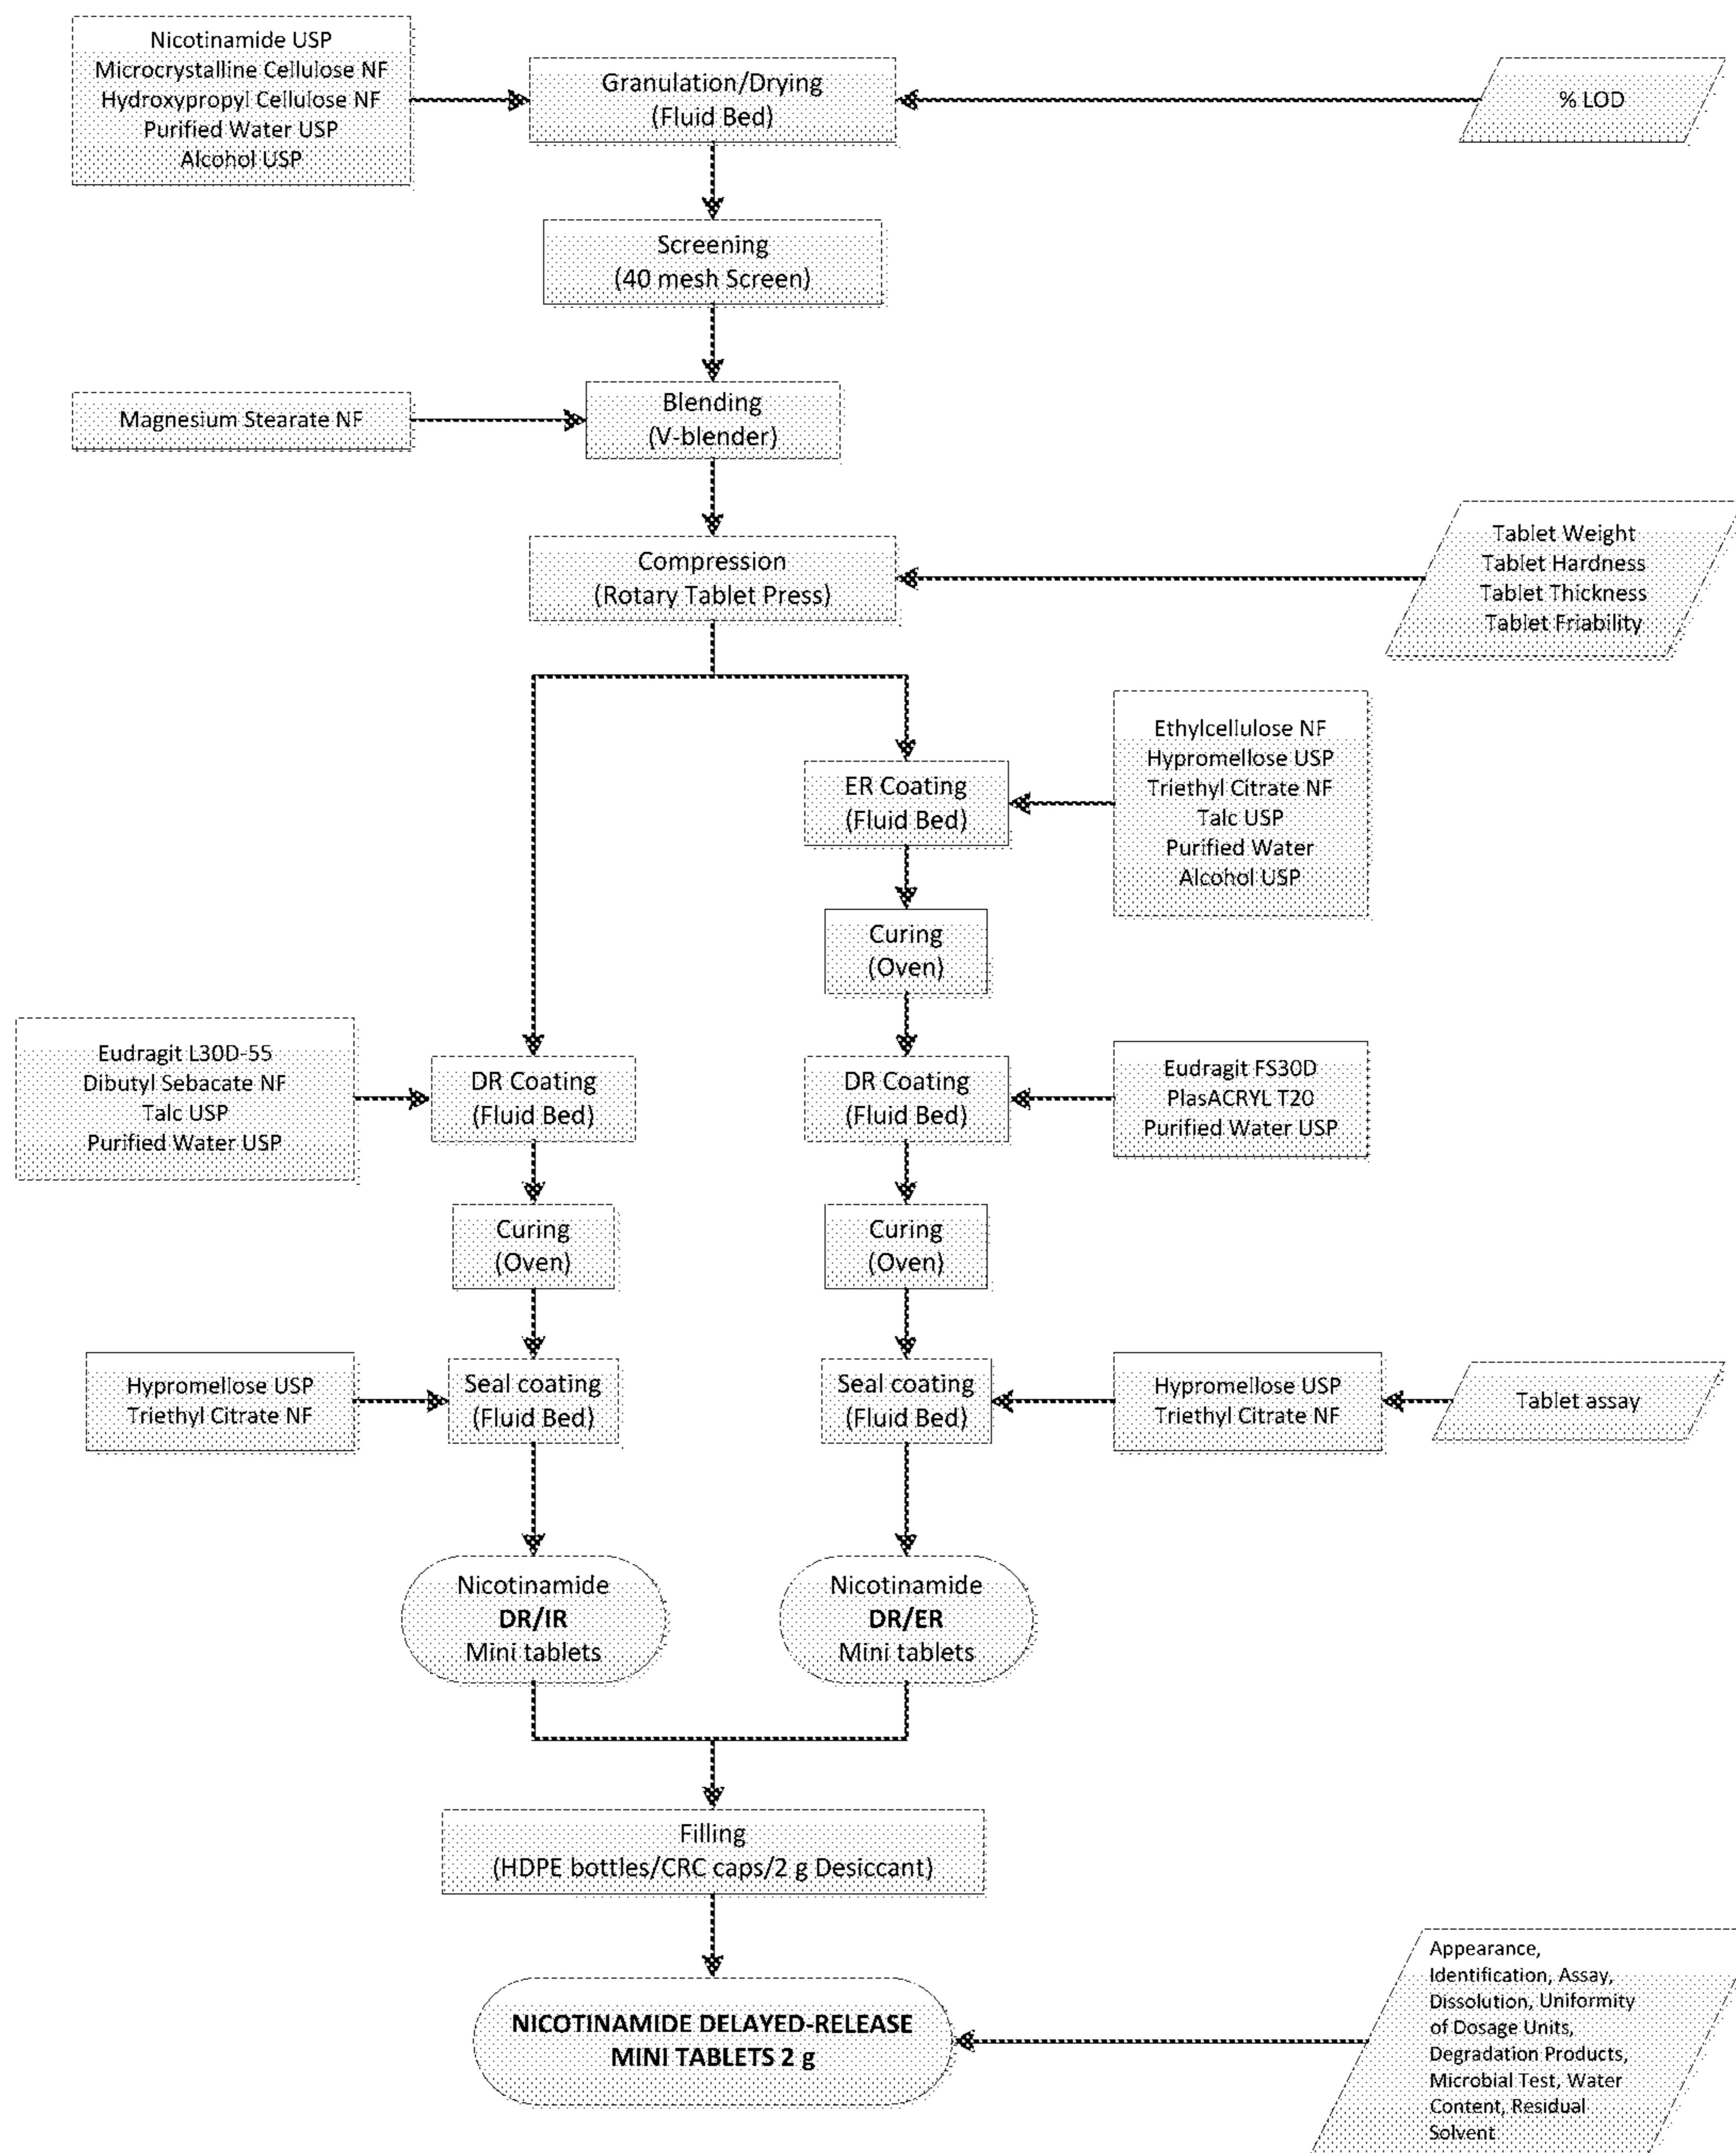 Nicotinamide USP
Microcrystalline Cellulose NF
Hydroxypropyl Cellulose NF
Purified Water USP
Alcohol USP
Granulation/Drying
(Fluid Bed)
% LOD
Screening
(40 mesh Screen)
Magnesium Stearate NF
Blending
(V-blender)
Compression
(Rotary Tablet Press)
Tablet Weight
Tablet Hardness
Tablet Thickness
Tablet Friability
ER Coating
(Fluid Bed)
Ethylcellulose NF
Hypromellose USP
Triethyl Citrate NF
Talc USP
Purified Water
Alcohol USP
Curing
(Oven)
Eudragit L30D-55
Dibutyl Sebacate NF
Talc USP
Purified Water USP
DR Coating
(Fluid Bed)
DR Coating
(Fluid Bed)
Eudragit FS30D
PlasACRYL T20
Purified Water USP
Curing
(Oven)
Curing
(Oven)
Hypromellose USP
Triethyl Citrate NF
Seal coating
(Fluid Bed)
Seal coating
(Fluid Bed)
Hypromellose USP
Triethyl Citrate NF
Tablet assay
Nicotinamide
DR/IR
Mini tablets
Nicotinamide
DR/ER
Mini tablets
Filling
(HDPE bottles/CRC caps/2 g Desiccant)
NICOTINAMIDE DELAYED-RELEASE
MINI TABLETS 2 g
Appearance,
Identification, Assay,
Dissolution, Uniformity
of Dosage Units,
Degradation Products,
Microbial Test, Water
Content, Residual
Solvent